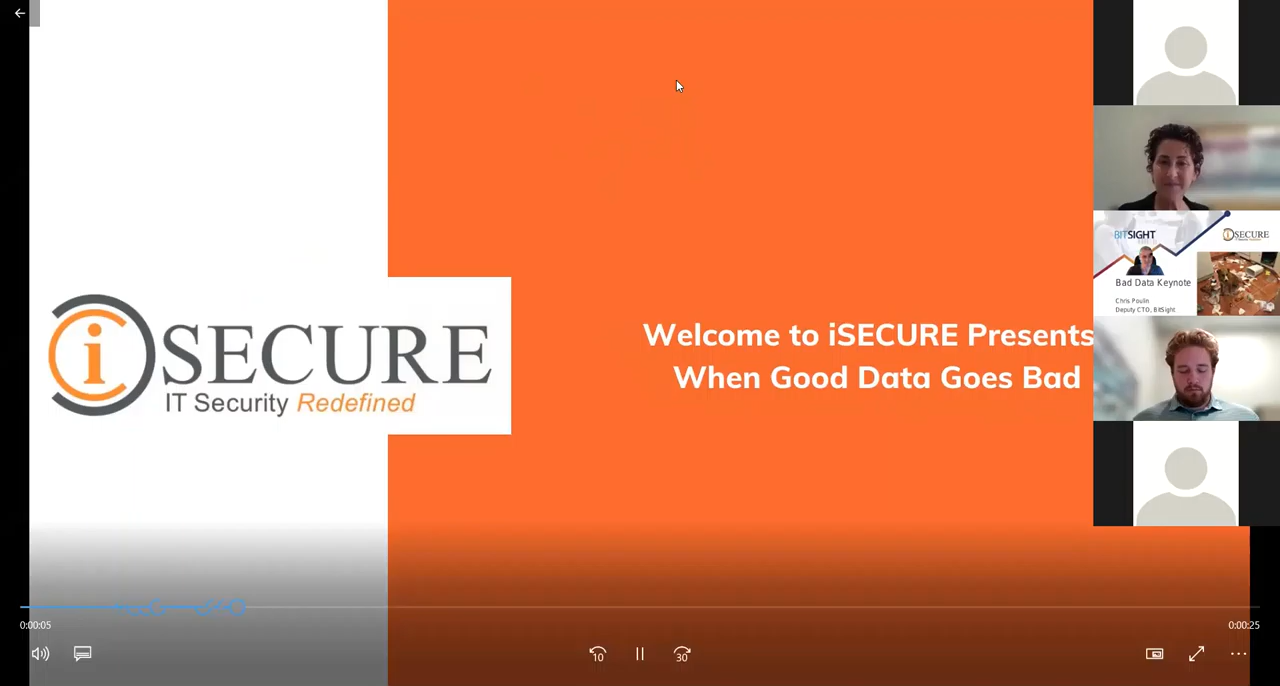 i SECURE
IT Security Redefined
Welcome to iSECURE Presents
When Good Data Goes Bad
BITSIGHT
iSECURE
Bad Data Keynote
Chris Poulin
Deputy CTO, BitSight
0:00:05
0:00:25
10
30